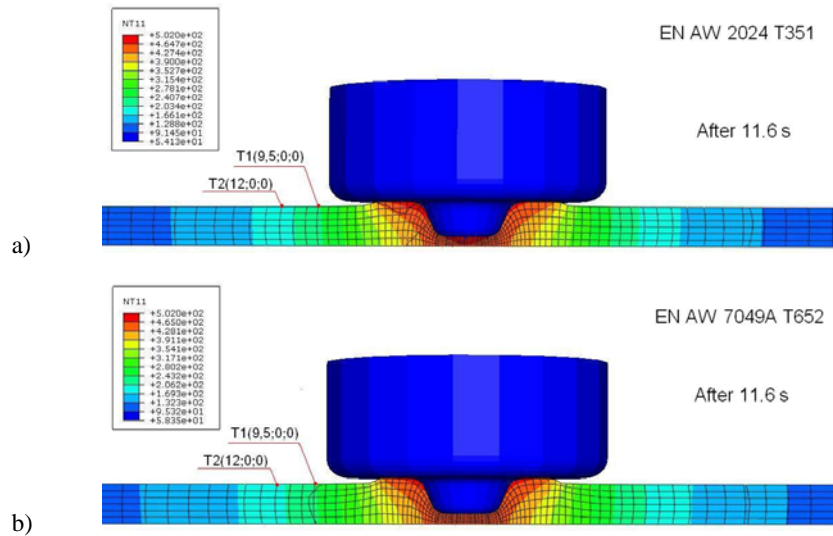 NT11
+5.020e+02
+4.647e+02
+4.274e+02
+3.900e+02
+3.527e+02
+3.154e+02
+2.781e+02
+2.407e+02
+2.034e+02
+1.661e+02
+1.288e+02
+9.145e+01
+5.413e+01
EN AW 2024 T351
After 11.6 s
T1(9,5;0;0)
T2(12;0;0)
a)
NT11
+5.020e+02
+4.650e+02
+4.281e+02
+3.911e+02
+3.541e+02
+3.171e+02
+2.802e+02
+2.432e+02
+2.062e+02
+1.693e+02
+1.323e+02
+9.532e+01
+5.835e+01
EN AW 7049A T652
After 11.6 s
T1(9,5;0;0)
T2(12;0;0)
b)